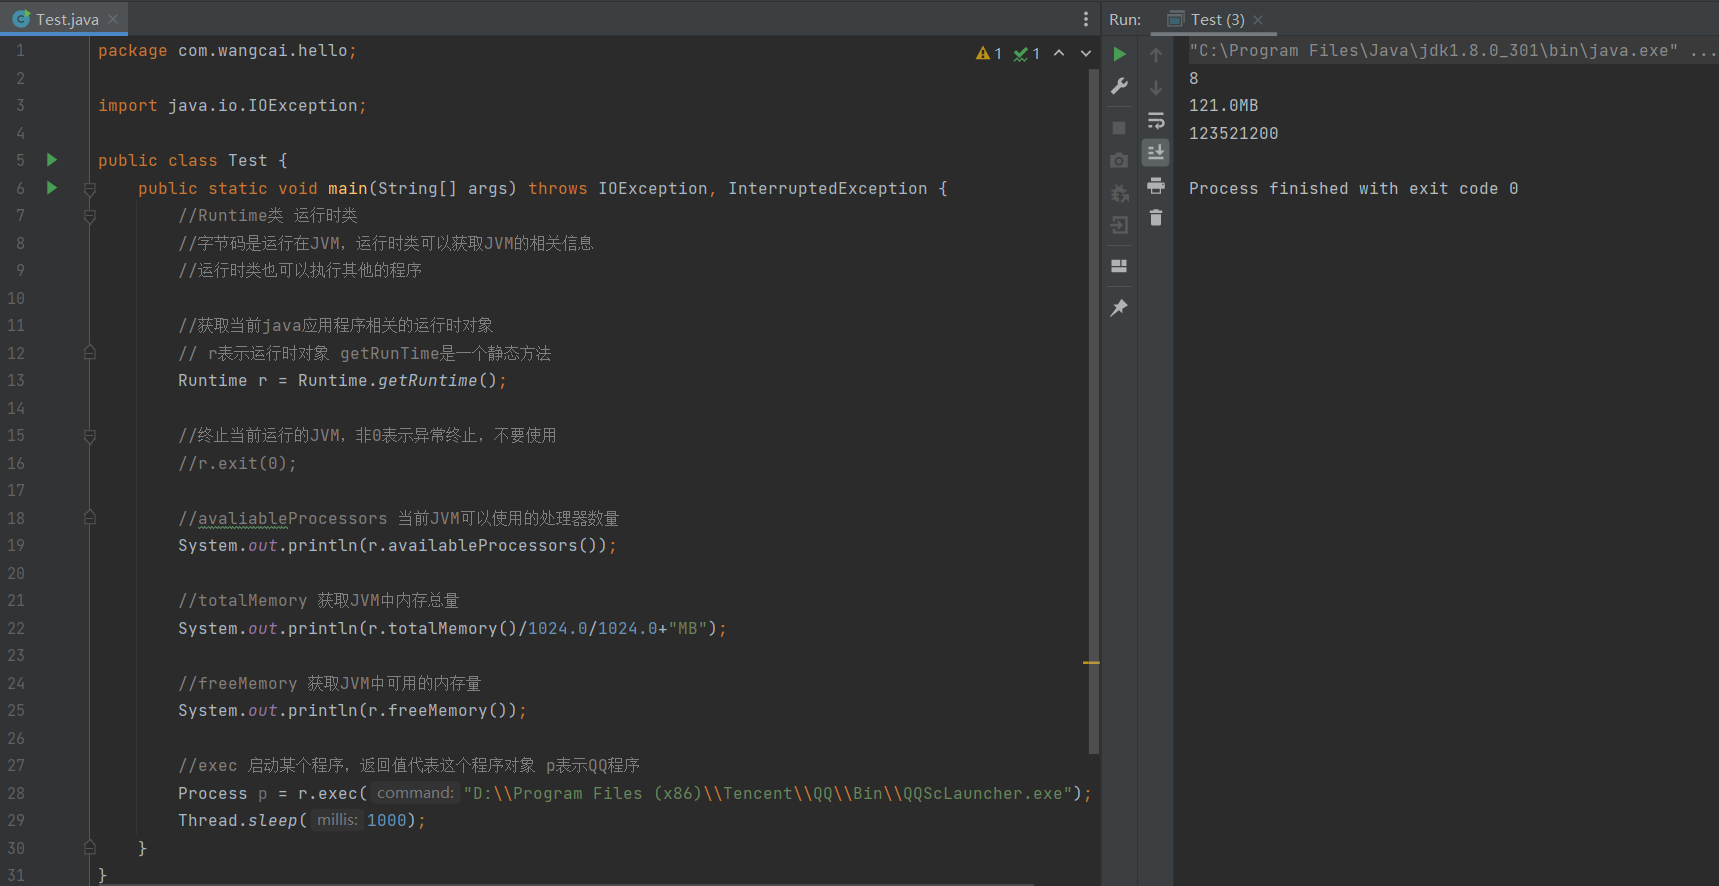 Test.java
1 package com.wangcai.hello;
2
3 import java.io.IOException;
4
5 public class Test {
6 public static void main(String[] args) throws IOException, InterruptedException {
7 //Runtime类 运行时类
8 //字节码是运行在JVM，运行时类可以获取JVM的相关信息
9 //运行时类也可以执行其他的程序
10
11 //获取当前java应用程序相关的运行时对象
12 // r表示运行时对象 getRunTime是一个静态方法
13 Runtime r = Runtime.getRuntime();
14
15 //终止当前运行的JVM，非0表示异常终止，不要使用
16 //r.exit(0);
17
18 //avaliableProcessors 当前JVM可以使用的处理器数量
19 System.out.println(r.availableProcessors());
20
21 //totalMemory 获取JVM中内存总量
22 System.out.println(r.totalMemory()/1024.0/1024.0+"MB");
23
24 //freeMemory 获取JVM中可用的内存量
25 System.out.println(r.freeMemory());
26
27 //exec 启动某个程序，返回值代表这个程序对象 p表示QQ程序
28 Process p = r.exec( command: "D:\\Program Files (x86)\\Tencent\\QQ\\Bin\\QQScLauncher.exe");
29 Thread.sleep( millis: 1000);
30 }
31 }
1 1
Run: Test (3)
"C:\Program Files\Java\jdk1.8.0_301\bin\java.exe" ...
8
121.0MB
123521200
Process finished with exit code 0